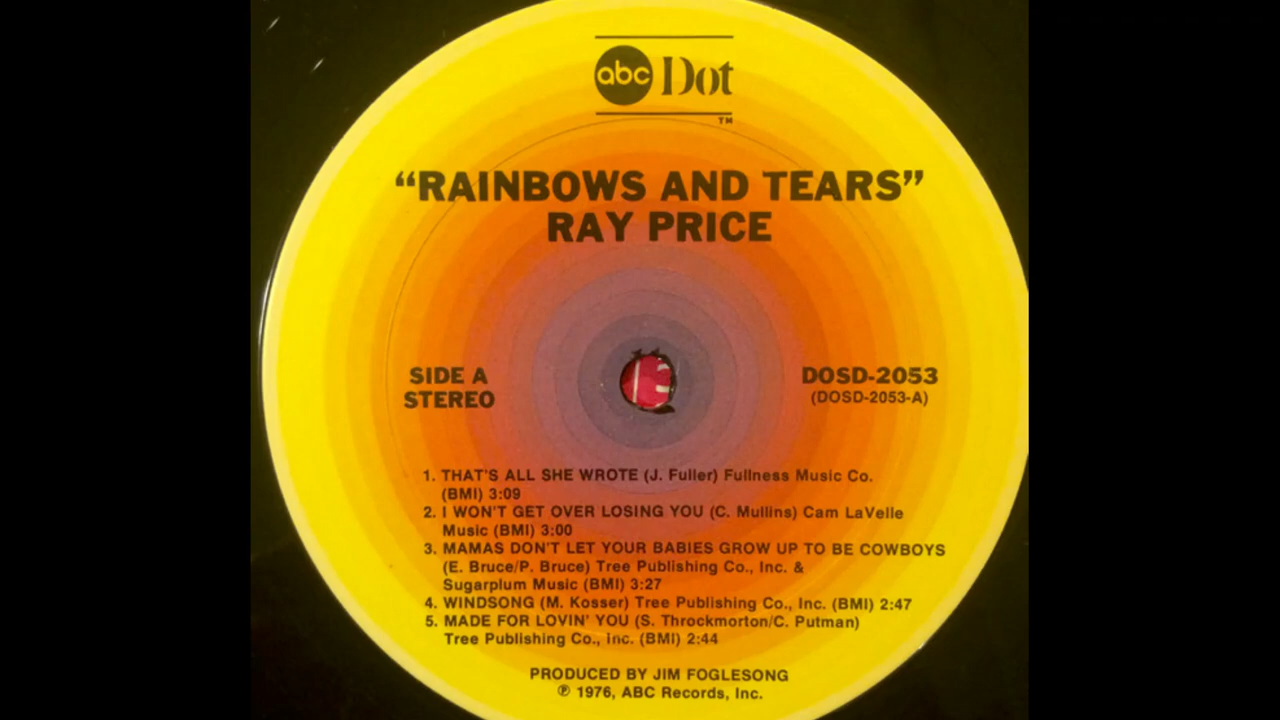 abc Dot
TM
“RAINBOWS AND TEARS”
RAY PRICE
SIDE A
STEREO
DOSD-2053
(DOSD-2053-A)
1. THAT'S ALL SHE WROTE (J. Fuller) Fullness Music Co.
(BMI) 3:09
2. I WON'T GET OVER LOSING YOU (C. Mullins) Cam LaVelle
Music (BMI) 3:00
3. MAMAS DON'T LET YOUR BABIES GROW UP TO BE COWBOYS
(E. Bruce/P. Bruce) Tree Publishing Co., Inc. &
Sugarplum Music (BMI) 3:27
4. WINDSONG (M. Kosser) Tree Publishing Co., Inc. (BMI) 2:47
5. MADE FOR LOVIN' YOU (S. Throckmorton/C. Putman)
Tree Publishing Co., Inc. (BMI) 2:44
PRODUCED BY JIM FOGLESONG
℗ 1976, ABC Records, Inc.